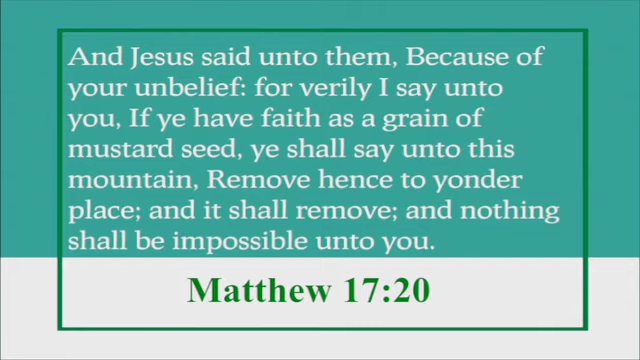 And Jesus said unto them, Because of
your unbelief: for verily I say unto
you, If ye have faith as a grain of
mustard seed, ye shall say unto this
mountain, Remove hence to yonder
place; and it shall remove; and nothing
shall be impossible unto you.
Matthew 17:20